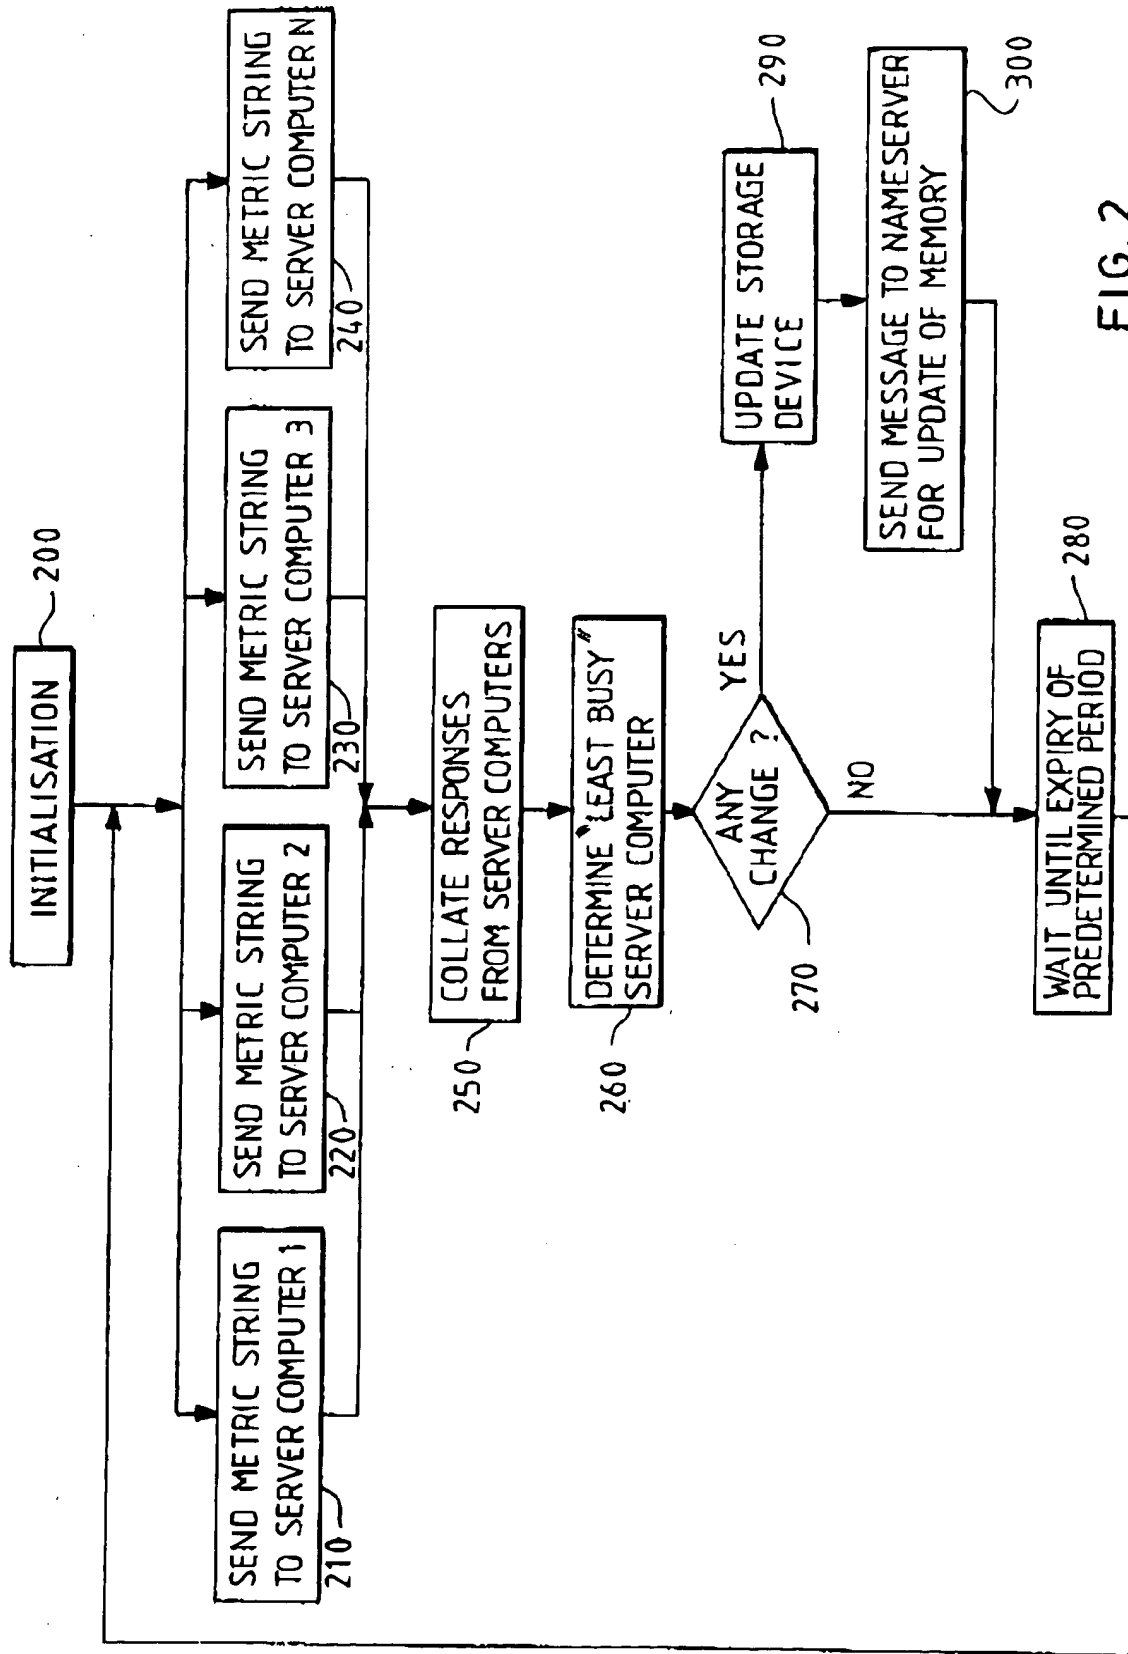 INITIALISATION
200
SEND METRIC STRING
TO SERVER COMPUTER 1
210
SEND METRIC STRING
TO SERVER COMPUTER 2
220
SEND METRIC STRING
TO SERVER COMPUTER 3
230
SEND METRIC STRING
TO SERVER COMPUTER N
240
COLLATE RESPONSES
FROM SERVER COMPUTERS
250
DETERMINE "LEAST BUSY"
SERVER COMPUTER
260
ANY
CHANGE ?
270
YES
NO
UPDATE STORAGE
DEVICE
290
SEND MESSAGE TO NAMESERVER
FOR UPDATE OF MEMORY
300
WAIT UNTIL EXPIRY OF
PREDETERMINED PERIOD
280
FIG. 2